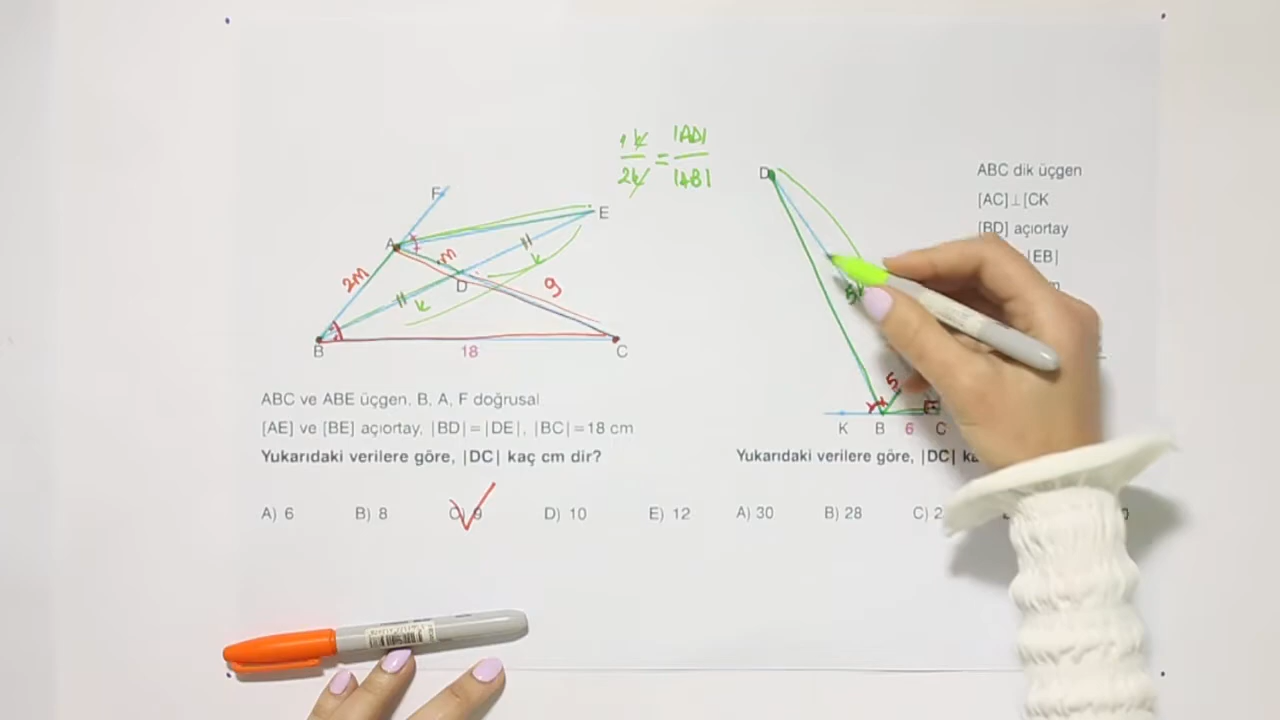 1k/2k = |AD|/|AB|
F
E
A
m
2m
D
9
k
k
B
18
C
ABC ve ABE üçgen, B, A, F doğrusal
[AE] ve [BE] açıortay, |BD|=|DE|, |BC|=18 cm
Yukarıdaki verilere göre, |DC| kaç cm dir?
A) 6 B) 8 C) 9 D) 10 E) 12
D
ABC dik üçgen
[AC]⊥[CK
[BD] açıortay
|EB|
5
K B 6 C
Yukarıdaki verilere göre, |DC|
A) 30 B) 28 C) 2